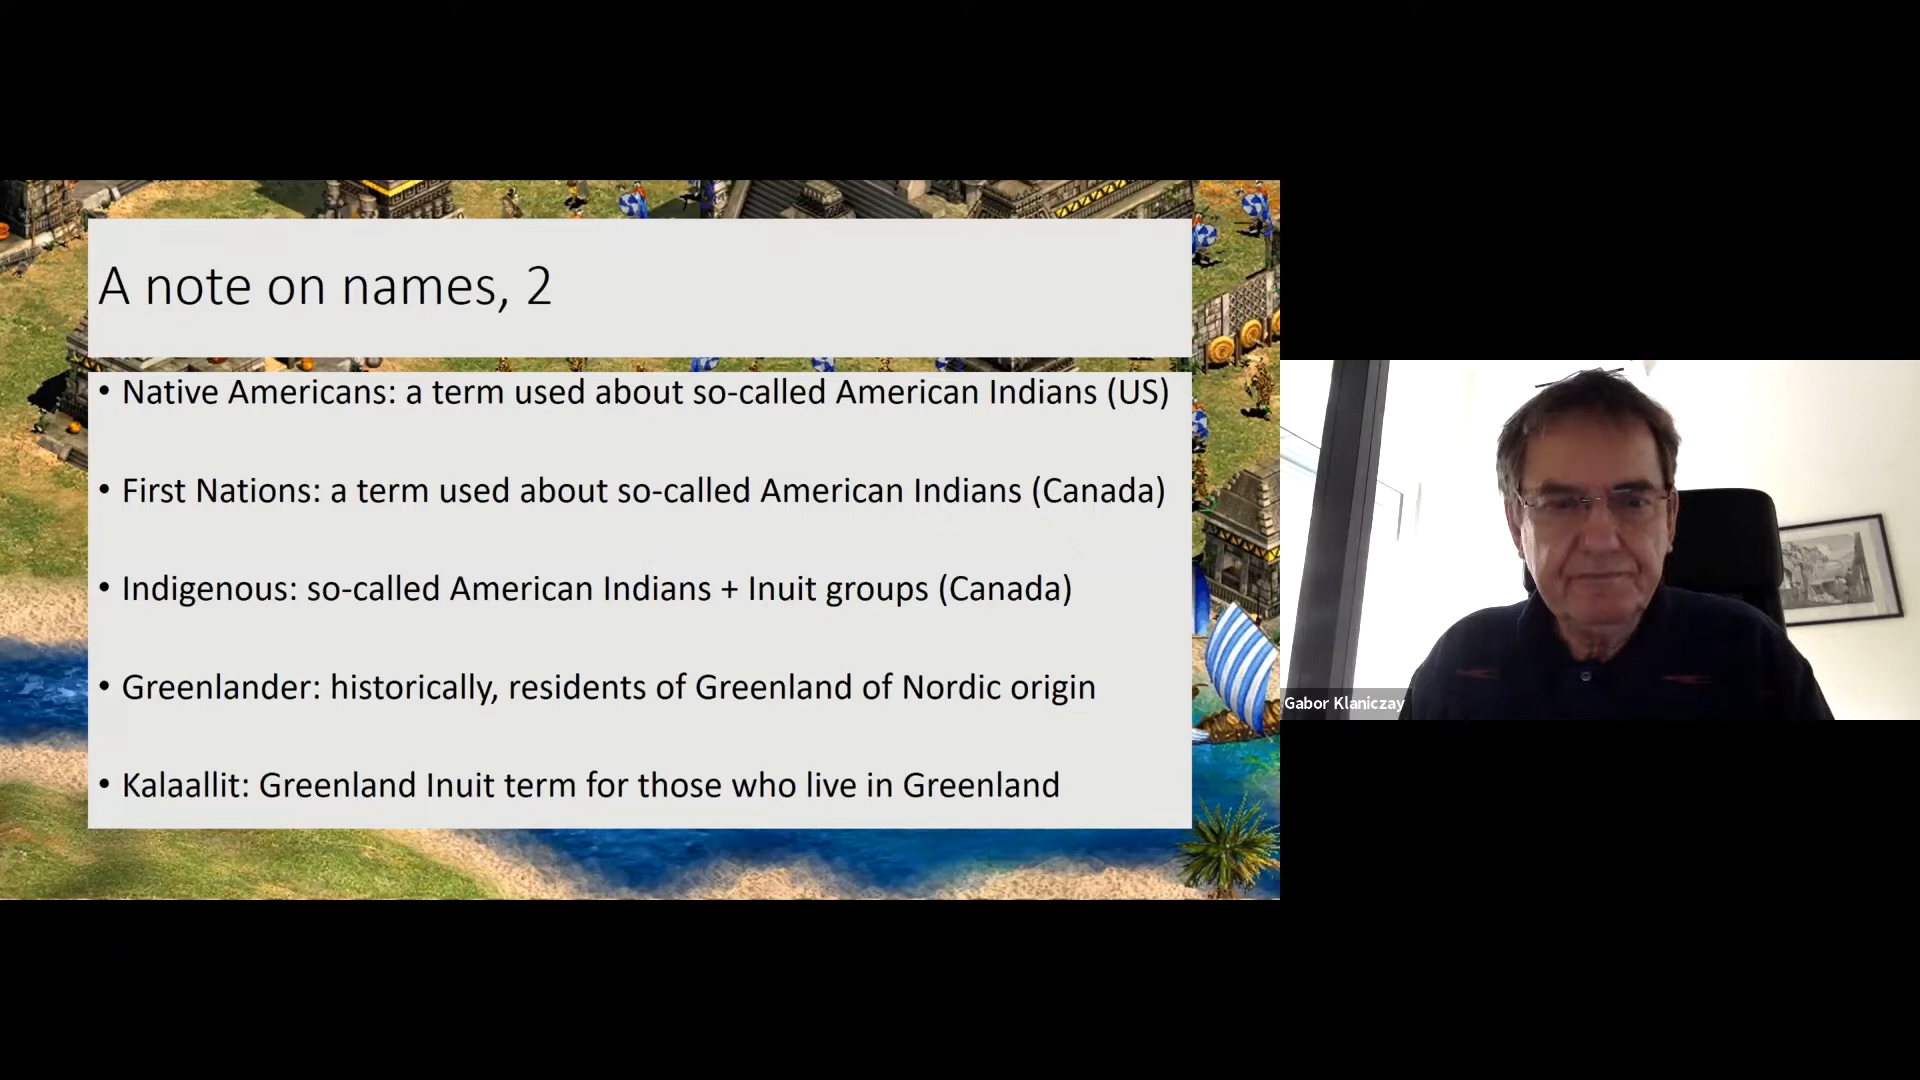 A note on names, 2
• Native Americans: a term used about so-called American Indians (US)
• First Nations: a term used about so-called American Indians (Canada)
• Indigenous: so-called American Indians + Inuit groups (Canada)
• Greenlander: historically, residents of Greenland of Nordic origin
• Kalaallit: Greenland Inuit term for those who live in Greenland
Gabor Klaniczay